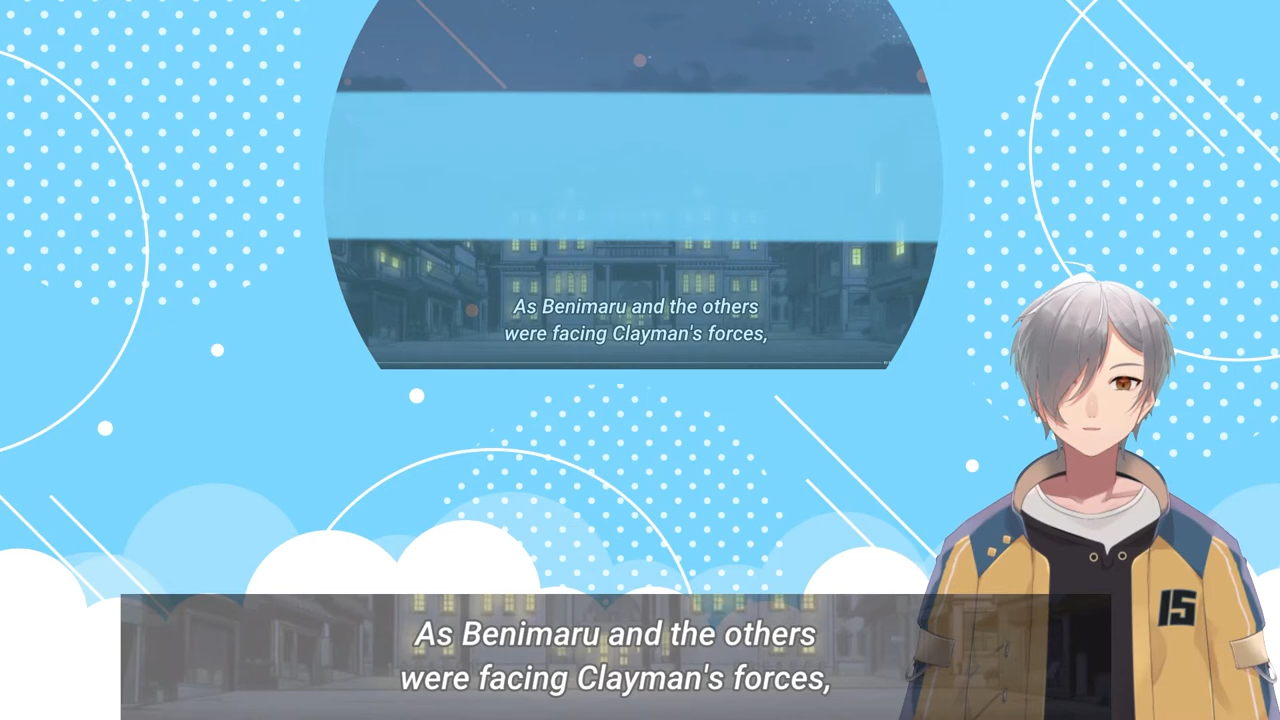 As Benimaru and the others
were facing Clayman's forces,
15
As Benimaru and the others
were facing Clayman's forces,